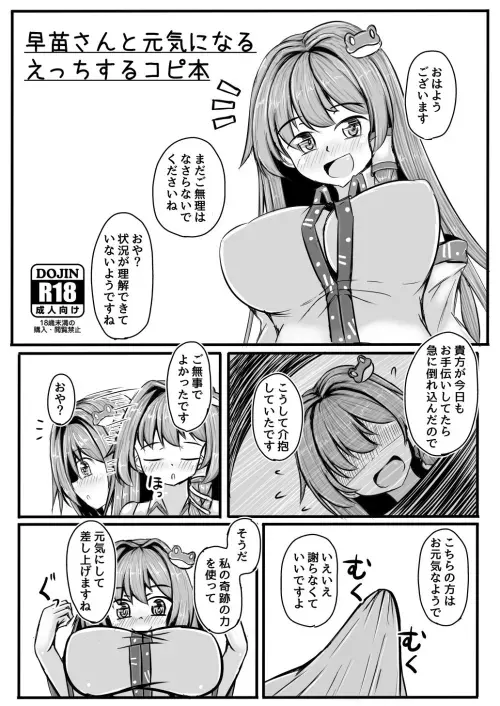 早苗さんと元気になる
えっちするコピ本
おはよう
ございます
まだご無理は
なさらないで
くださいね
おや?
状況が理解できて
いないようですね
DOJIN
R18
成人向け
18歳未満の
購入・閲覧禁止
貴方が今日も
お手伝いしてたら
急に倒れ込んだので
こうして介抱
していたです
ご無事で
よかったです
ほっ
おや?
こちらの方は
お元気なようで
むく
むく
いえいえ
謝らなくて
いいですよ
そうだ
私の奇跡の力
を使って
元気にして
差し上げますね
ぐっ